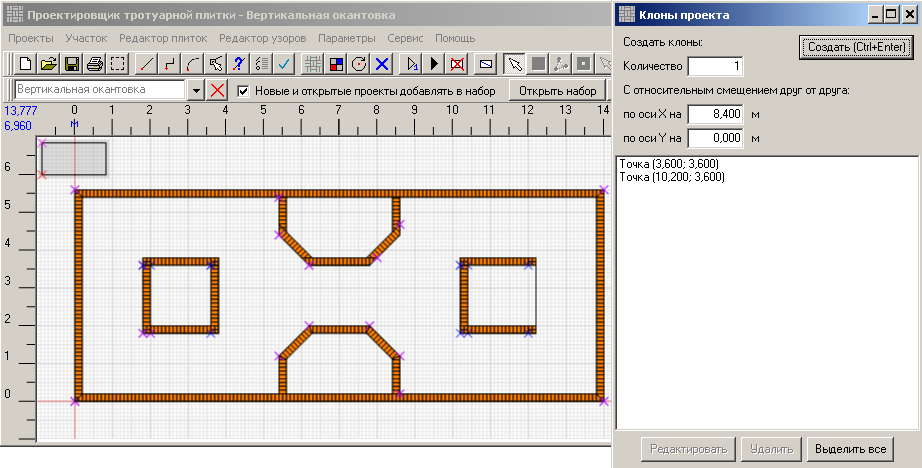 Проектировщик тротуарной плитки - Вертикальная окантовка
Проекты Участок Редактор плиток Редактор узоров Параметры Сервис Помощь
Вертикальная окантовка Новые и открытые проекты добавлять в набор Открыть набор
13,777 0 1 2 3 4 5 6 7 8 9 10 11 12 13 14
6,960 м
6
5
4
3
2
1
0
Клоны проекта
Создать клоны: Создать (Ctrl+Enter)
Количество 1
С относительным смещением друг от друга:
по оси X на 8,400 м
по оси Y на 0,000 м
Точка (3,600; 3,600)
Точка (10,200; 3,600)
Редактировать Удалить Выделить все